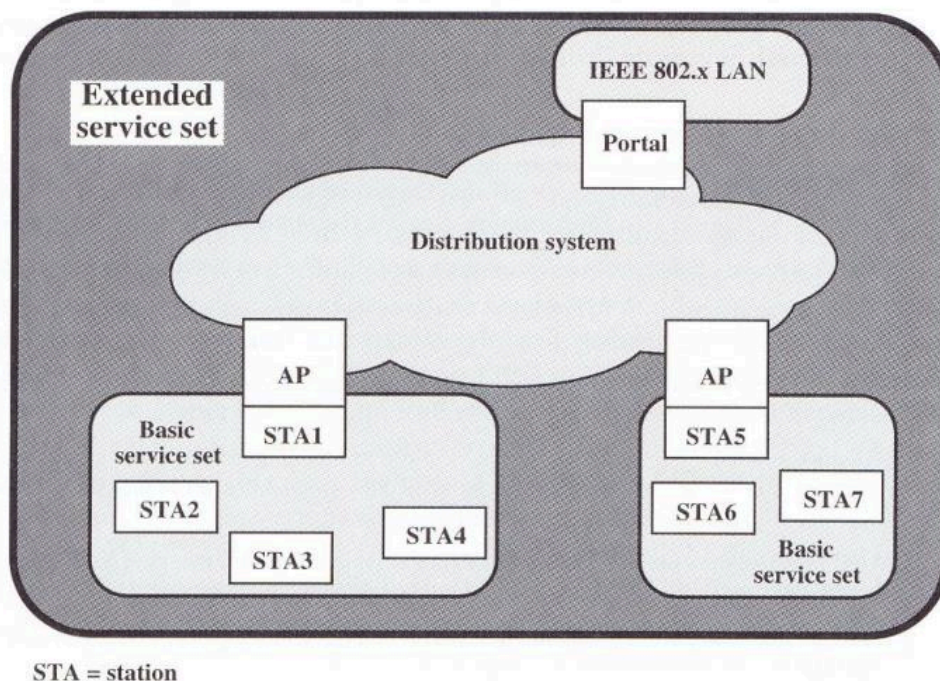 IEEE 802.x LAN
Extended
service set
Portal
Distribution system
AP
AP
Basic
service set
STA1
STA5
STA2
STA3
STA4
STA6
STA7
Basic
service set
STA = station